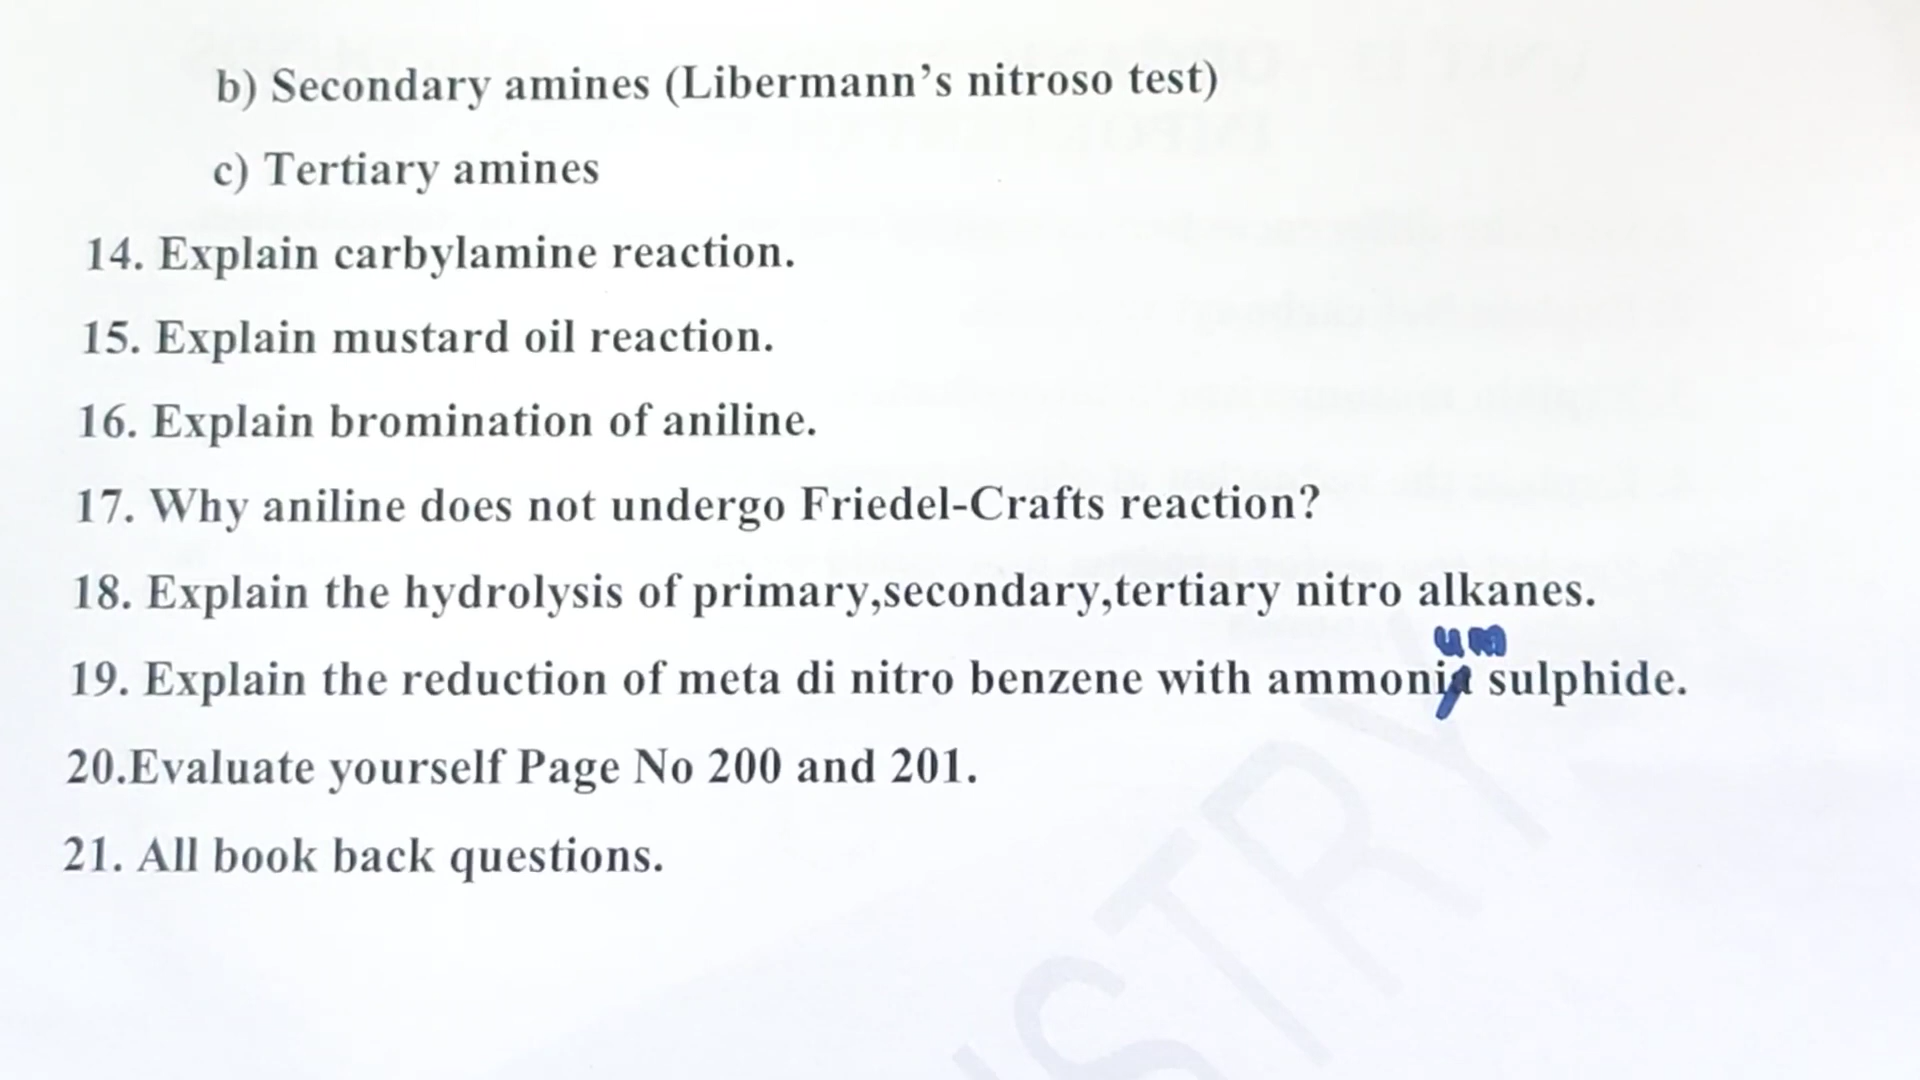 b) Secondary amines (Libermann's nitroso test)
c) Tertiary amines
14. Explain carbylamine reaction.
15. Explain mustard oil reaction.
16. Explain bromination of aniline.
17. Why aniline does not undergo Friedel-Crafts reaction?
18. Explain the hydrolysis of primary,secondary,tertiary nitro alkanes.
um
19. Explain the reduction of meta di nitro benzene with ammonia sulphide.
20.Evaluate yourself Page No 200 and 201.
21. All book back questions.